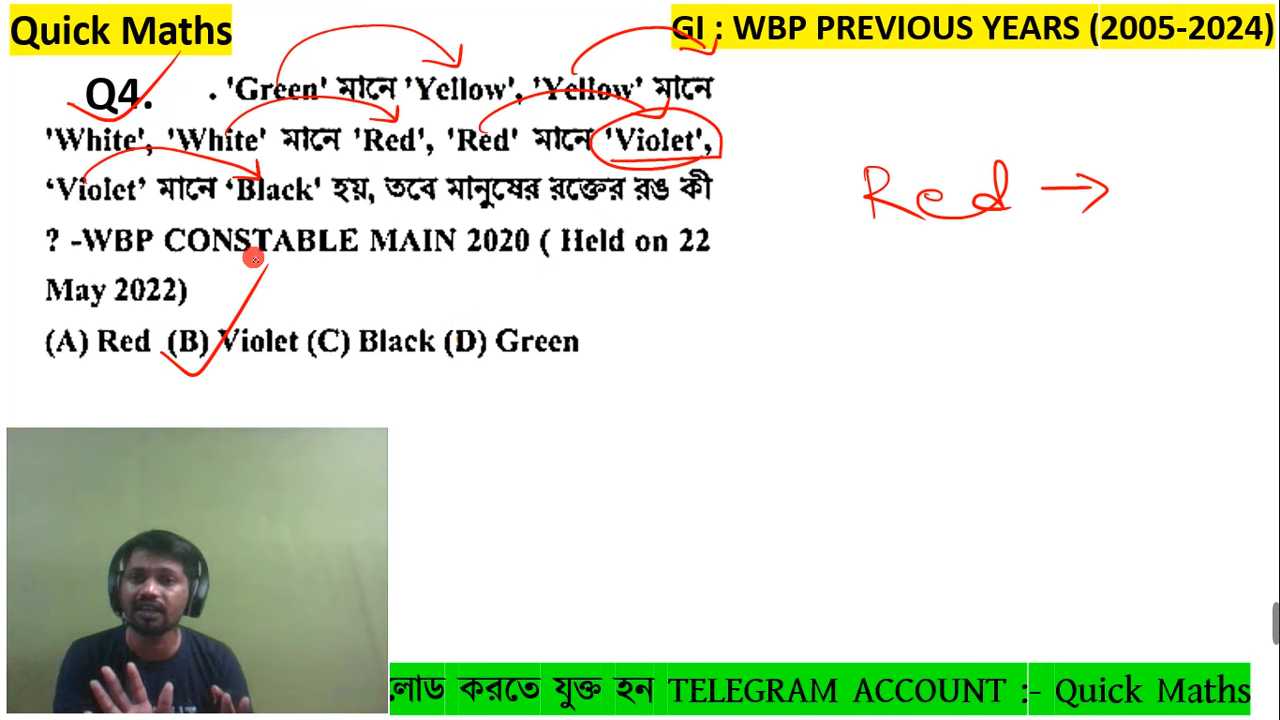 Quick Maths
GI : WBP PREVIOUS YEARS (2005-2024)
Q4. . 'Green' মানে 'Yellow', 'Yellow' মানে
'White', 'White' মানে 'Red', 'Red' মানে 'Violet',
'Violet' মানে 'Black' হয়, তবে মানুষের রক্তের রঙ কী
? -WBP CONSTABLE MAIN 2020 ( Held on 22
May 2022)
(A) Red (B) Violet (C) Black (D) Green
Red →
লোড করতে যুক্ত হন TELEGRAM ACCOUNT :- Quick Maths